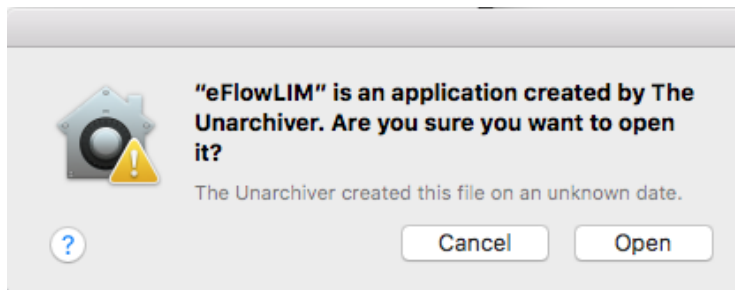 “eFlowLIM” is an application created by The
Unarchiver. Are you sure you want to open
it?
The Unarchiver created this file on an unknown date.
?
Cancel
Open